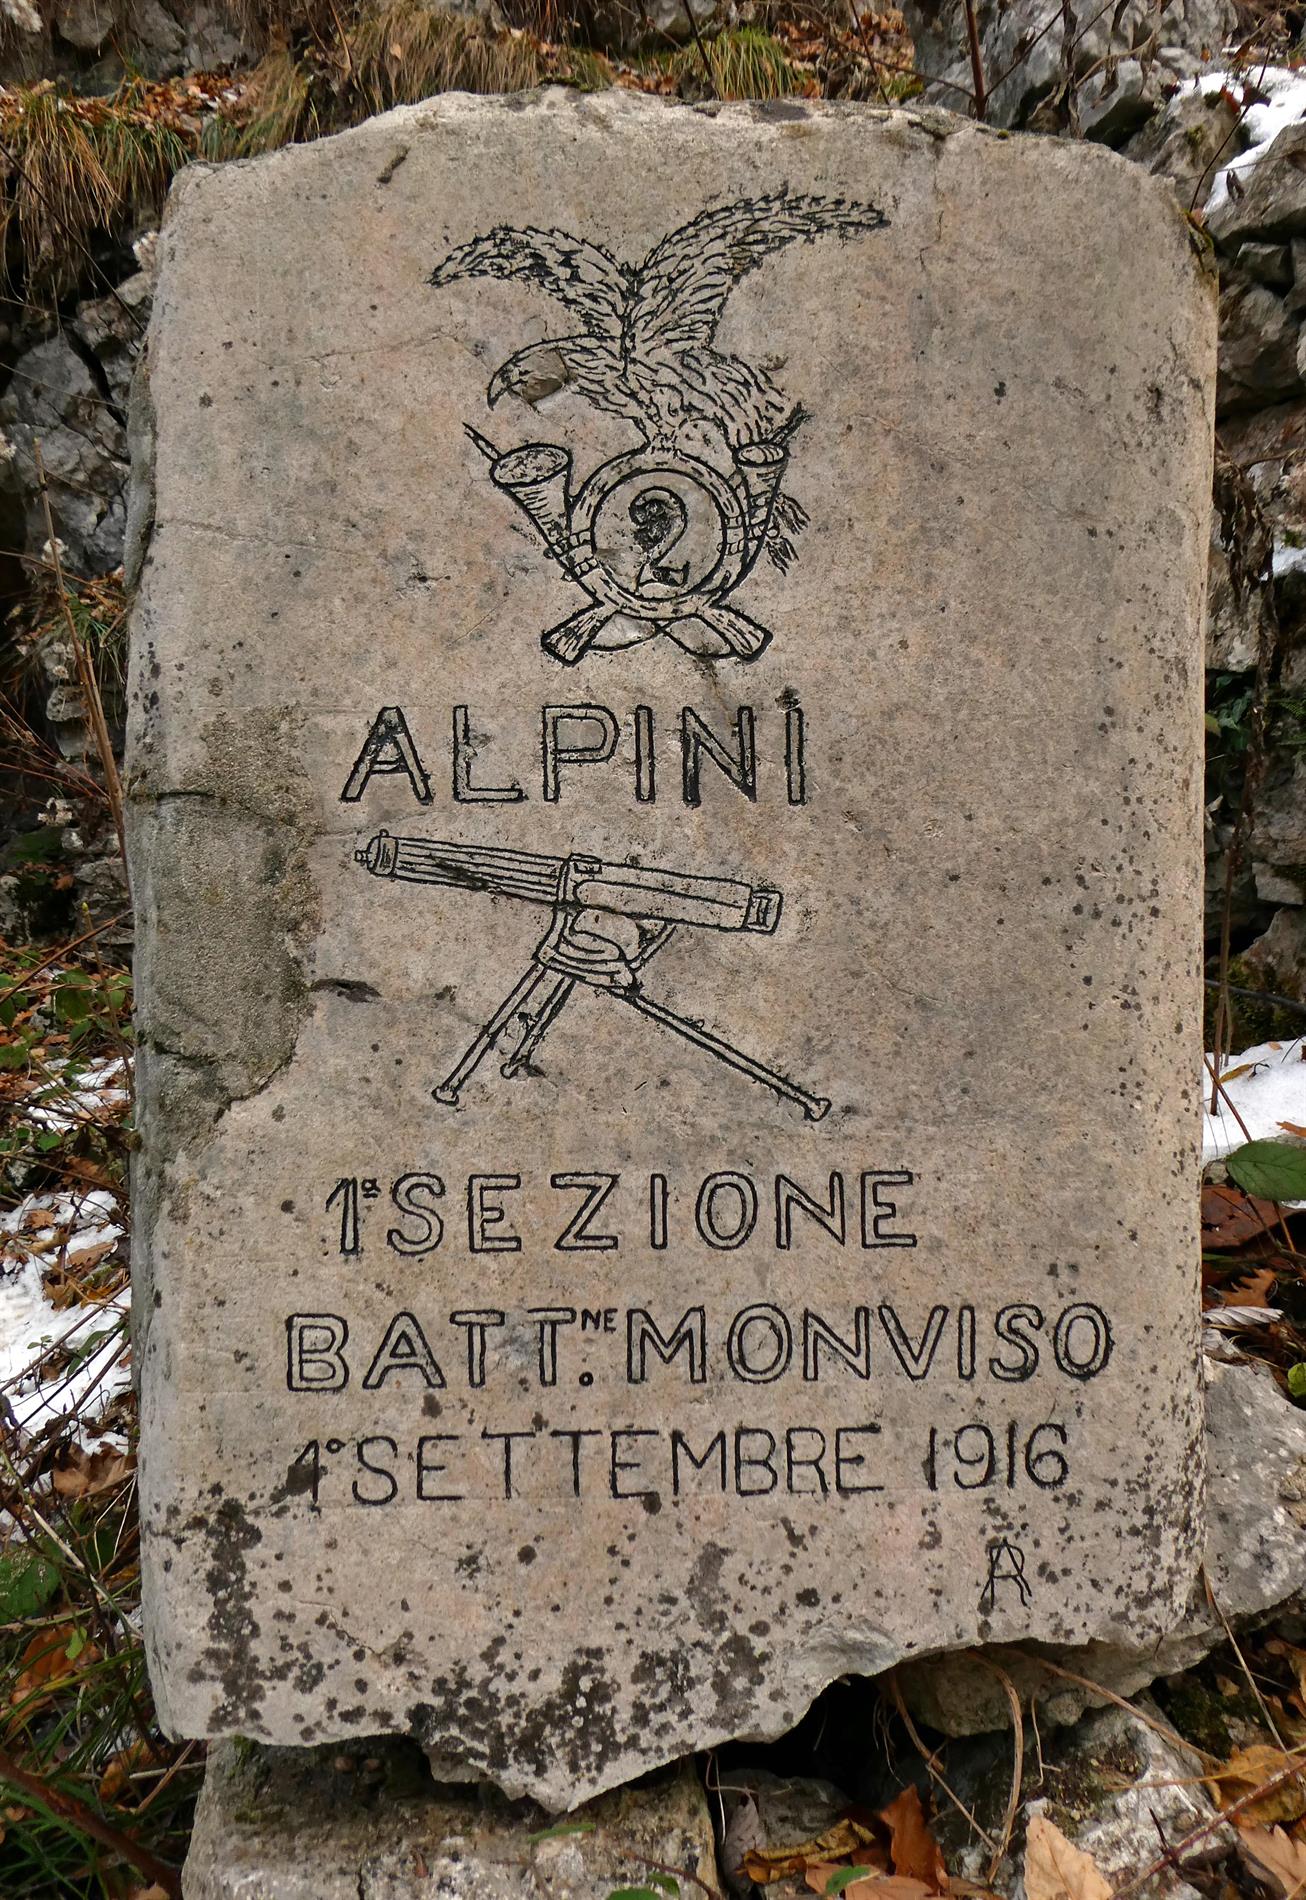 2
ALPINI
1ª SEZIONE
BATT.NE MONVISO
1° SETTEMBRE 1916
AR